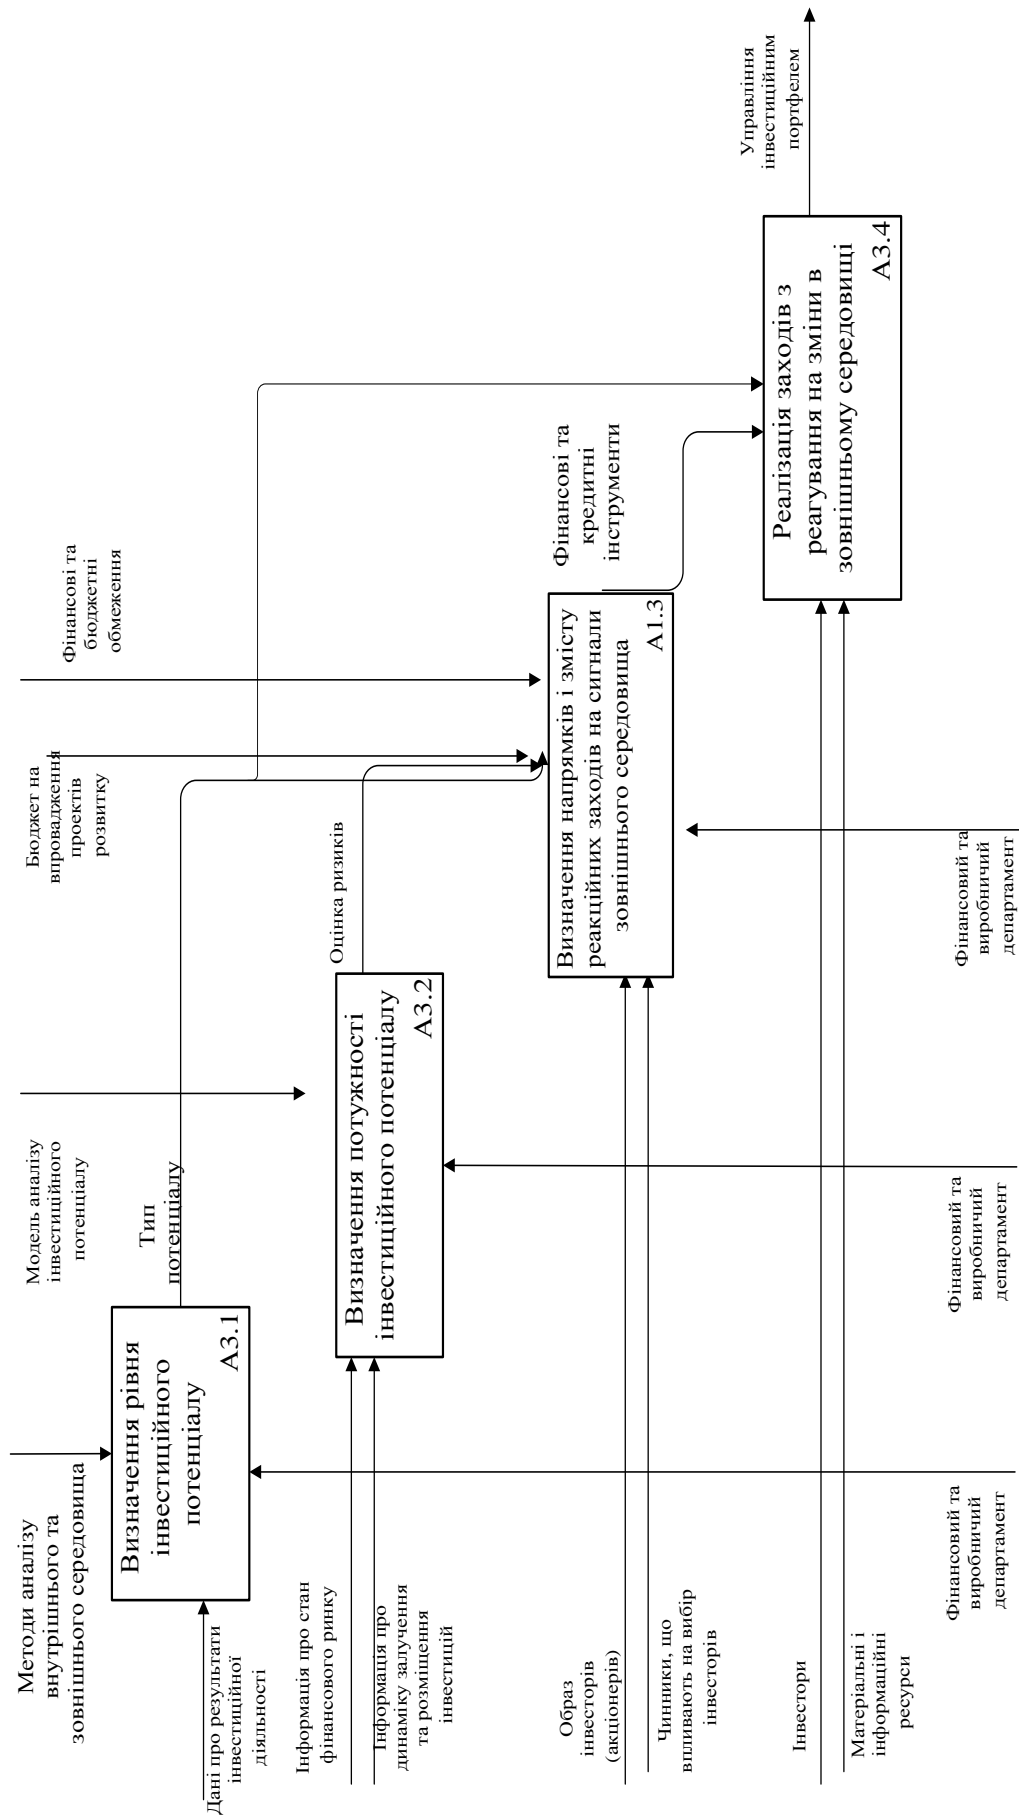 Методи аналізу
внутрішнього та
зовнішнього середовища
Модель аналізу
інвестиційного
потенціалу
Бюджет на
впровадження
проектів
розвитку
Фінансові та
бюджетні
обмеження
Визначення рівня
інвестиційного
потенціалу
А3.1
Тип
потенціалу
Дані про результати
інвестиційної
діяльності
Визначення потужності
інвестиційного потенціалу
А3.2
Оцінка ризиків
Інформація про стан
фінансового ринку
Інформація про
динаміку залучення
та розміщення
інвестицій
Визначення напрямків і змісту
реакційних заходів на сигнали
зовнішнього середовища
А1.3
Фінансові та
кредитні
інструменти
Образ
інвесторів
(акціонерів)
Чинники, що
впливають на вибір
інвесторів
Реалізація заходів з
реагування на зміни в
зовнішньому середовищі
А3.4
Управління
інвестиційним
портфелем
Інвестори
Матеріальні і
інформаційні
ресурси
Фінансовий та
виробничий
департамент
Фінансовий та
виробничий
департамент
Фінансовий та
виробничий
департамент